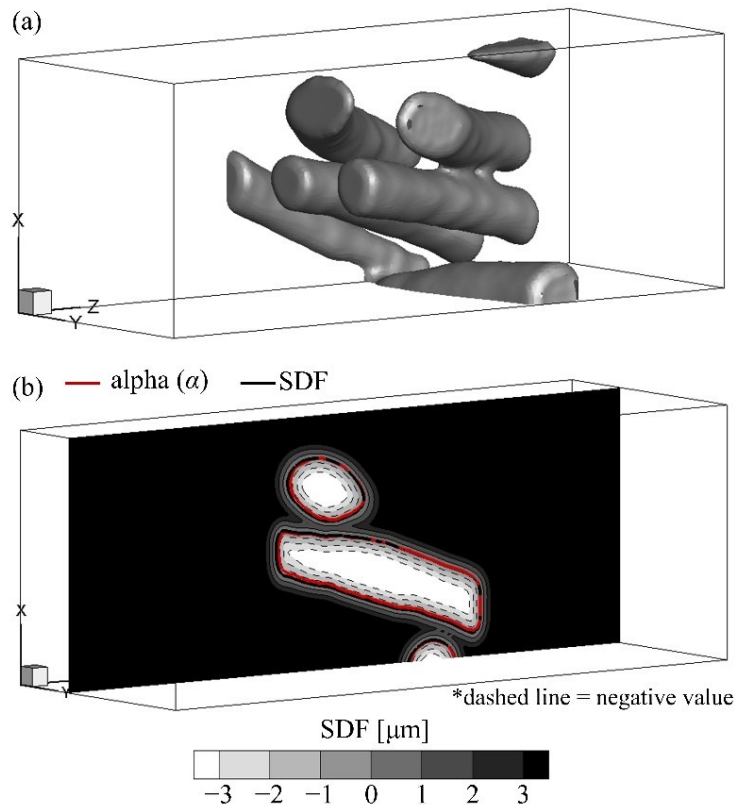 (a)
X
Z
Y
(b) alpha (α) SDF
X
Y
*dashed line = negative value
SDF [μm]
−3 −2 −1 0 1 2 3